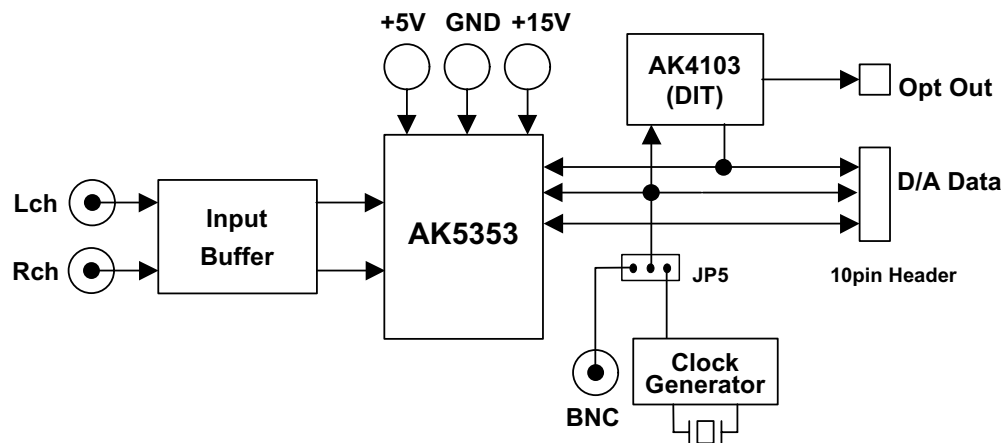 +5V GND +15V
AK4103
(DIT)
Opt Out
Lch
Rch
Input
Buffer
AK5353
D/A Data
JP5
10pin Header
BNC
Clock
Generator